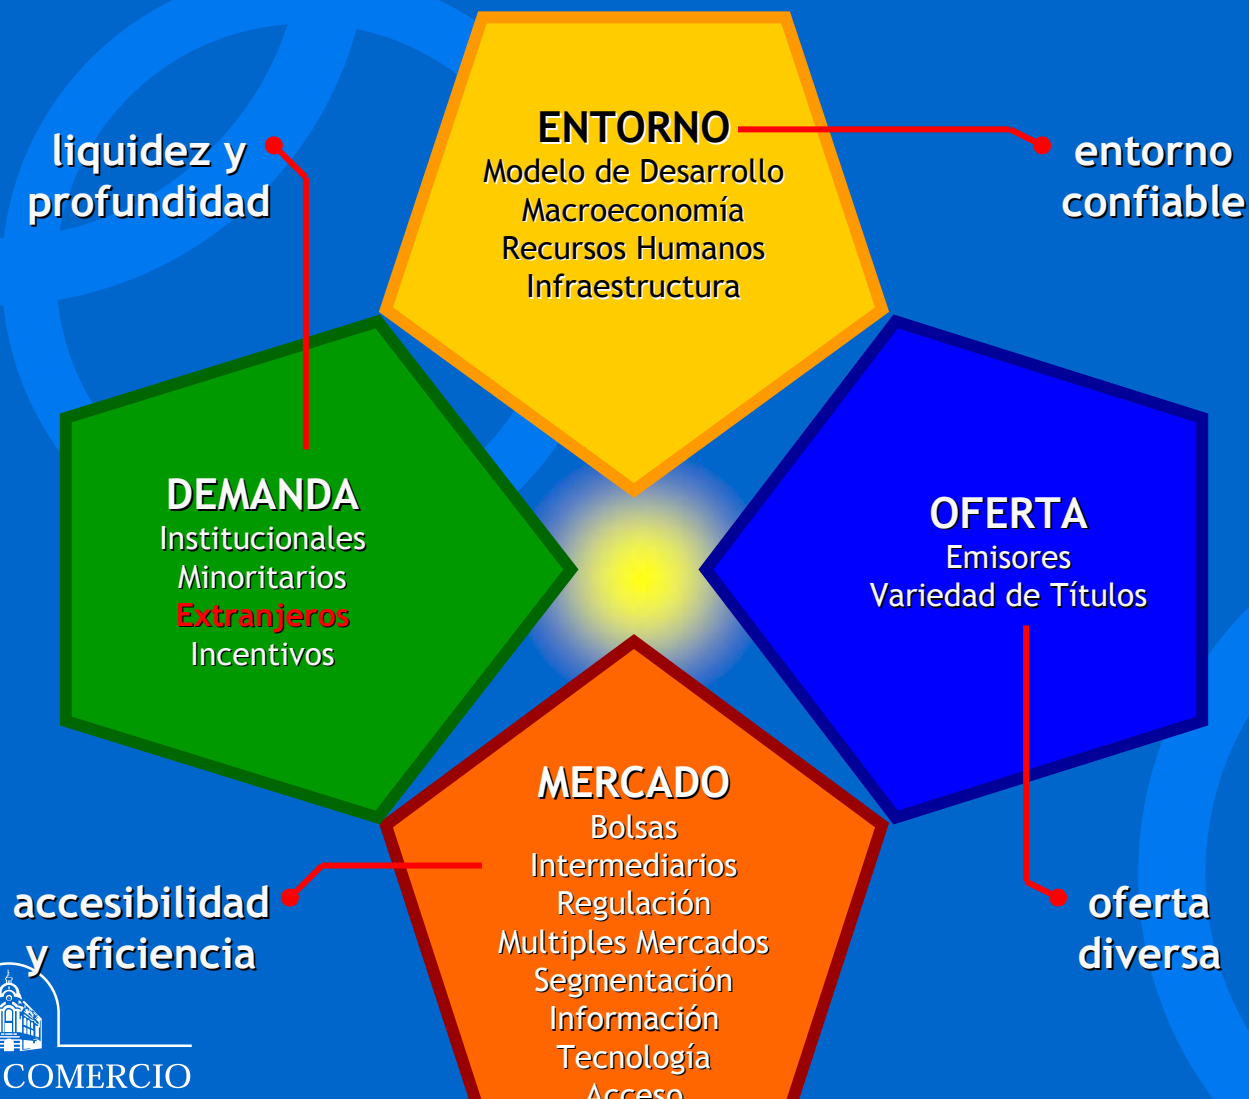 ENTORNO
Modelo de Desarrollo
Macroeconomía
Recursos Humanos
Infraestructura
liquidez y
profundidad
entorno
confiable
DEMANDA
Institucionales
Minoritarios
Extranjeros
Incentivos
OFERTA
Emisores
Variedad de Títulos
MERCADO
Bolsas
Intermediarios
Regulación
Multiples Mercados
Segmentación
Información
Tecnología
Acceso
accesibilidad
y eficiencia
oferta
diversa
COMERCIO